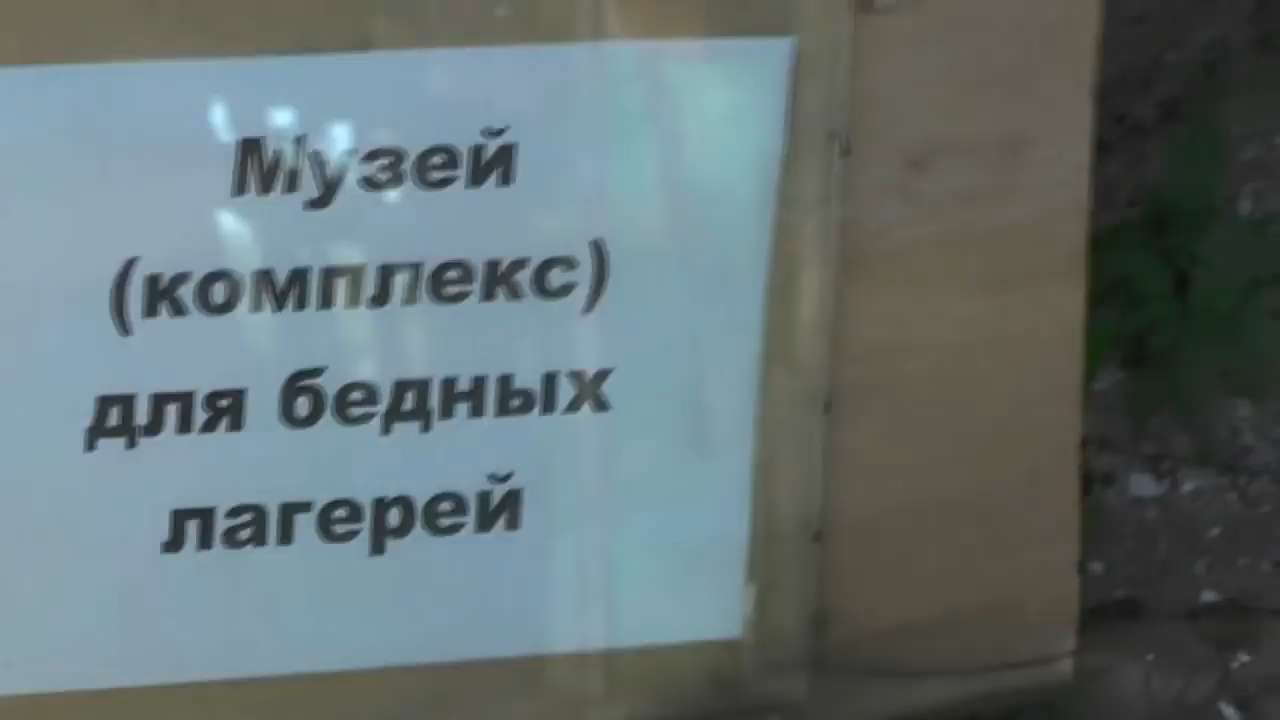 Музей
(комплекс)
для бедных
лагерей